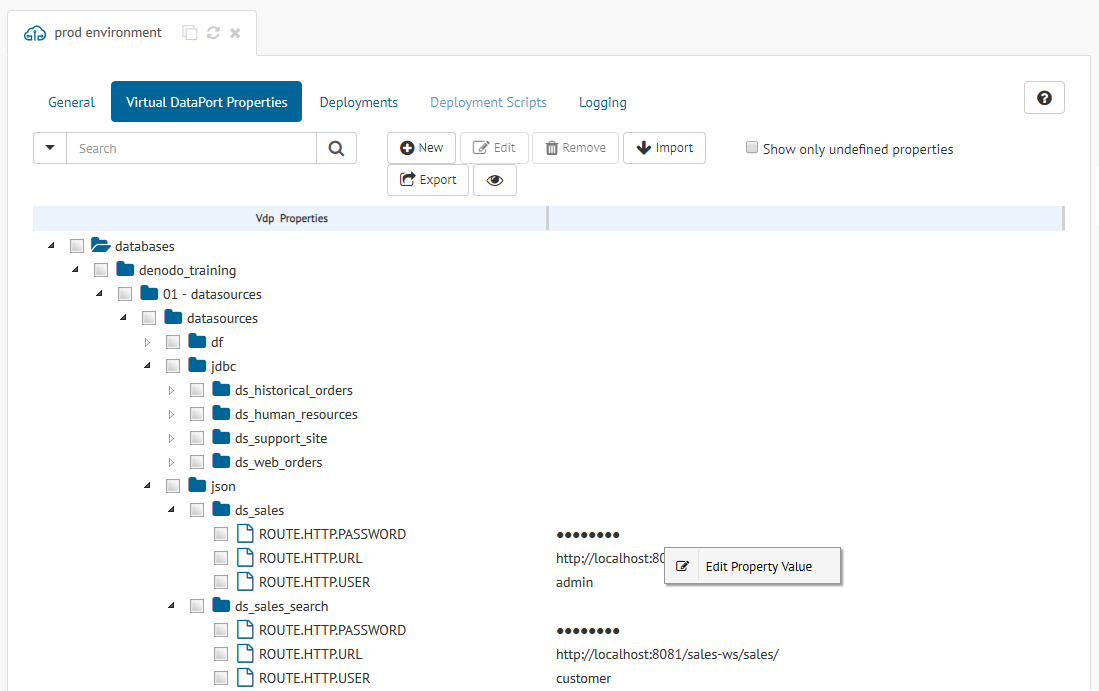 prod environment
General Virtual DataPort Properties Deployments Deployment Scripts Logging
Search New Edit Remove Import Show only undefined properties
Export
Vdp Properties
databases
denodo_training
01 - datasources
datasources
df
jdbc
ds_historical_orders
ds_human_resources
ds_support_site
ds_web_orders
json
ds_sales
ROUTE.HTTP.PASSWORD ●●●●●●●●
ROUTE.HTTP.URL http://localhost:80
Edit Property Value
ROUTE.HTTP.USER admin
ds_sales_search
ROUTE.HTTP.PASSWORD ●●●●●●●●
ROUTE.HTTP.URL http://localhost:8081/sales-ws/sales/
ROUTE.HTTP.USER customer